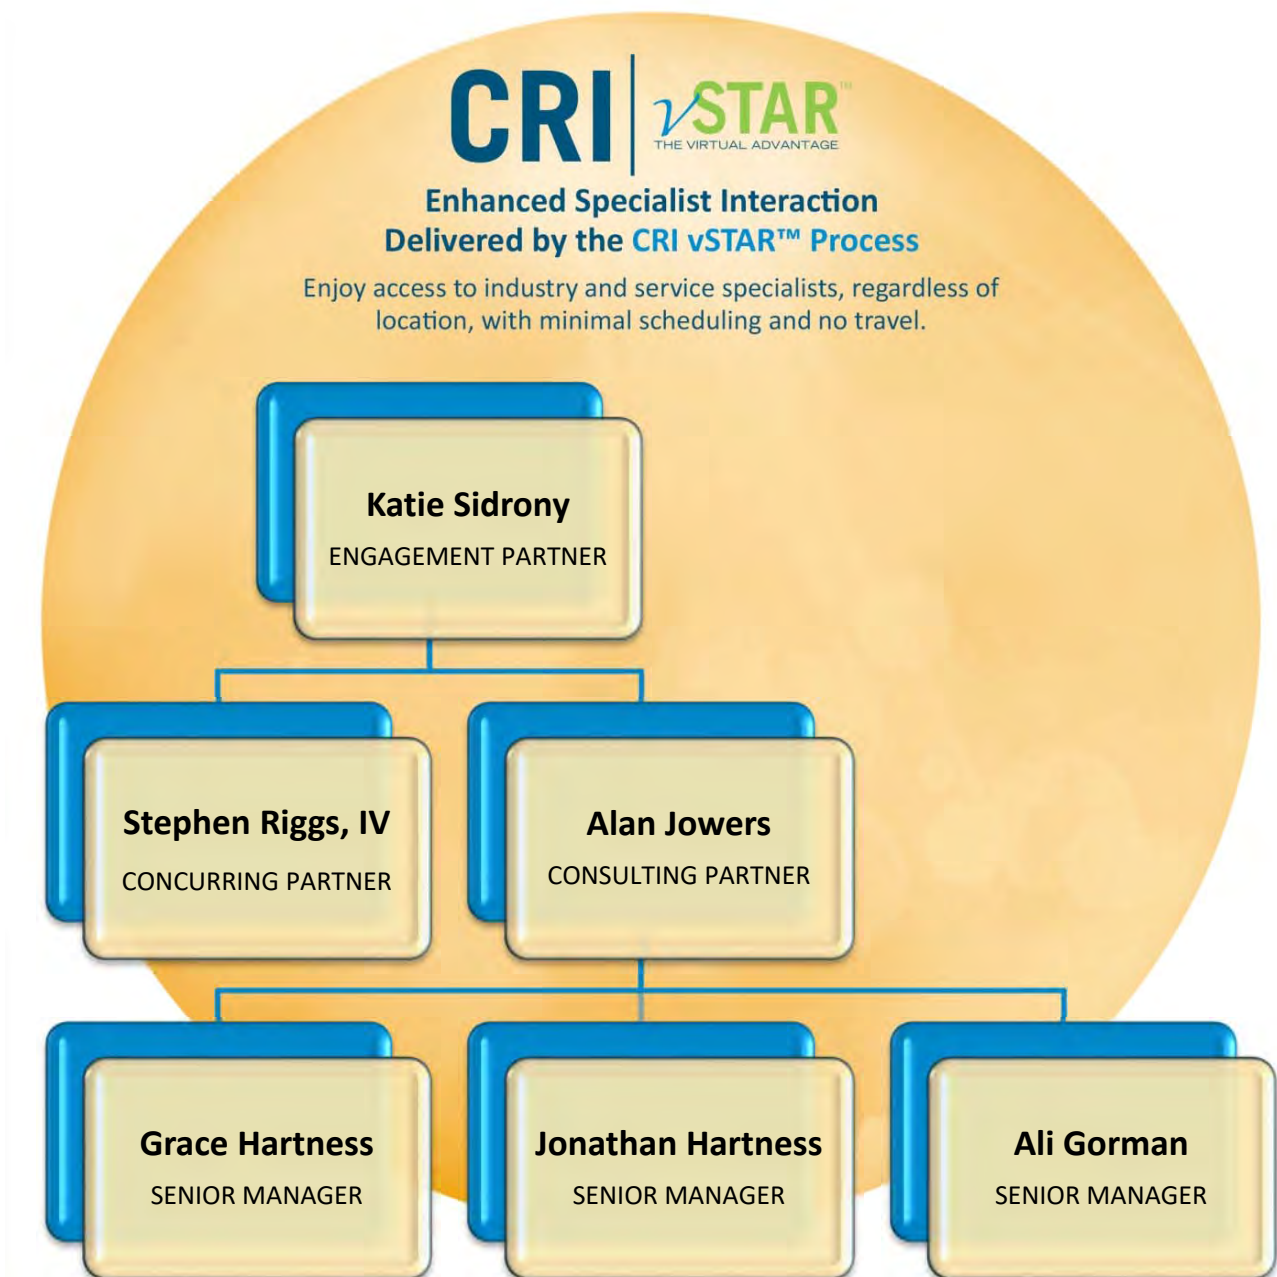 CRI vSTAR™
THE VIRTUAL ADVANTAGE
Enhanced Specialist Interaction
Delivered by the CRI vSTAR™ Process
Enjoy access to industry and service specialists, regardless of
location, with minimal scheduling and no travel.
Katie Sidrony
ENGAGEMENT PARTNER
Stephen Riggs, IV
CONCURRING PARTNER
Alan Jowers
CONSULTING PARTNER
Grace Hartness
SENIOR MANAGER
Jonathan Hartness
SENIOR MANAGER
Ali Gorman
SENIOR MANAGER